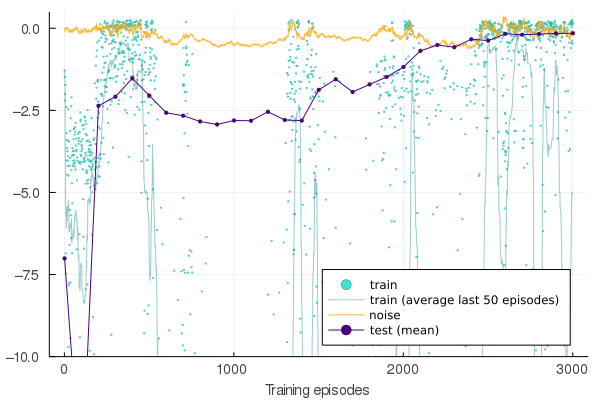 0.0
−2.5
−5.0
−7.5
−10.0
0
1000
2000
3000
Training episodes
train
train (average last 50 episodes)
noise
test (mean)